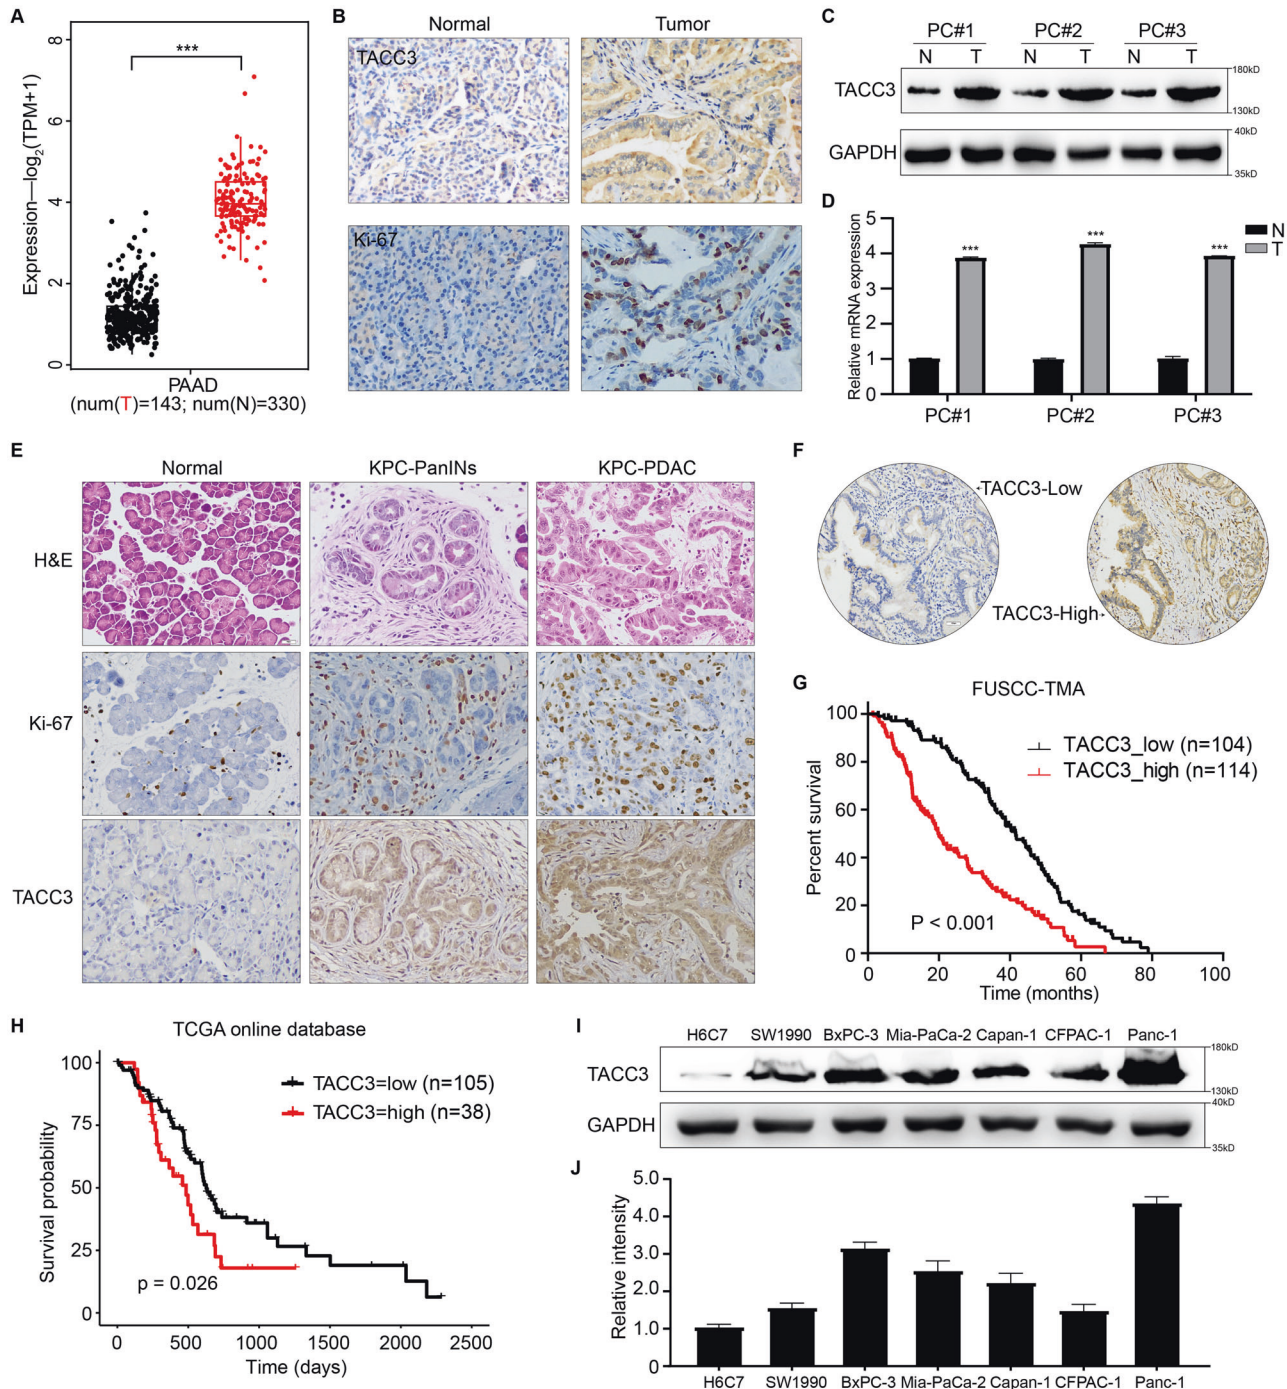 A
8
6
4
2
0
***
Expression—log2(TPM+1)
PAAD
(num(T)=143; num(N)=330)
B
Normal
Tumor
TACC3
Ki-67
C
PC#1
PC#2
PC#3
N
T
N
T
N
T
TACC3
180kD
130kD
GAPDH
40kD
35kD
D
5
4
3
2
1
0
Relative mRNA expression
***
***
***
N
T
PC#1
PC#2
PC#3
E
Normal
KPC-PanINs
KPC-PDAC
H&E
Ki-67
TACC3
F
TACC3-Low
TACC3-High
G
FUSCC-TMA
100
80
60
40
20
0
Percent survival
TACC3_low (n=104)
TACC3_high (n=114)
P < 0.001
0
20
40
60
80
100
Time (months)
H
TCGA online database
100
75
50
25
0
Survival probability
TACC3=low (n=105)
TACC3=high (n=38)
p = 0.026
0
500
1000
1500
2000
2500
Time (days)
I
H6C7
SW1990
BxPC-3
Mia-PaCa-2
Capan-1
CFPAC-1
Panc-1
TACC3
180kD
130kD
GAPDH
40kD
35kD
J
5.0
4.0
3.0
2.0
1.0
0
Relative intensity
H6C7
SW1990
BxPC-3
Mia-PaCa-2
Capan-1
CFPAC-1
Panc-1